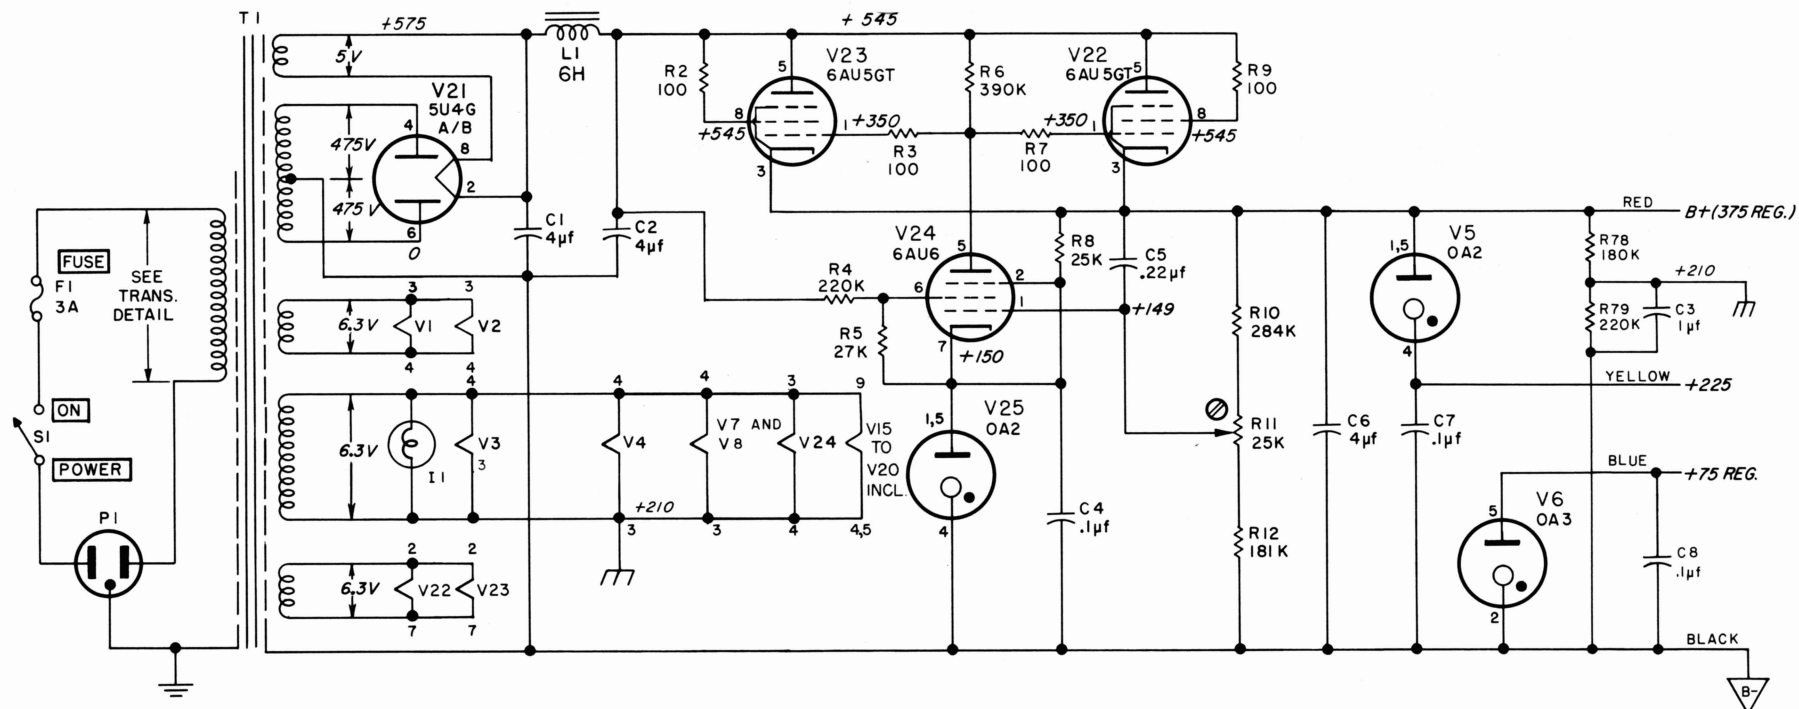 T1
+575
+545
5V
L1
6H
V21
5U4G
A/B
4
8
2
6
0
475V
475V
R2
100
V23
6AU5GT
5
8
+545
1
+350
3
R3
100
R6
390K
R7
100
+350
V22
6AU5GT
5
1
8
+545
3
R9
100
C1
4µf
C2
4µf
RED
B+(375 REG.)
FUSE
F1
3A
SEE
TRANS.
DETAIL
ON
S1
POWER
P1
6.3V
3
3
V1
V2
4
4
R4
220K
R5
27K
V24
6AU6
5
6
2
1
7
+150
R8
25K
C5
.22µf
+149
R10
284K
R11
25K
R12
181K
C6
4µf
V5
OA2
1,5
4
R78
180K
+210
R79
220K
C3
1µf
YELLOW
+225
C7
.1µf
6.3V
4
I1
V3
3
4
V4
3
4
V7 AND
V8
3
3
V24
4
9
V15
TO
V20
INCL.
4,5
+210
V25
OA2
1,5
4
C4
.1µf
BLUE
+75 REG.
V6
OA3
5
2
C8
.1µf
6.3V
2
2
V22
V23
7
7
BLACK
B-